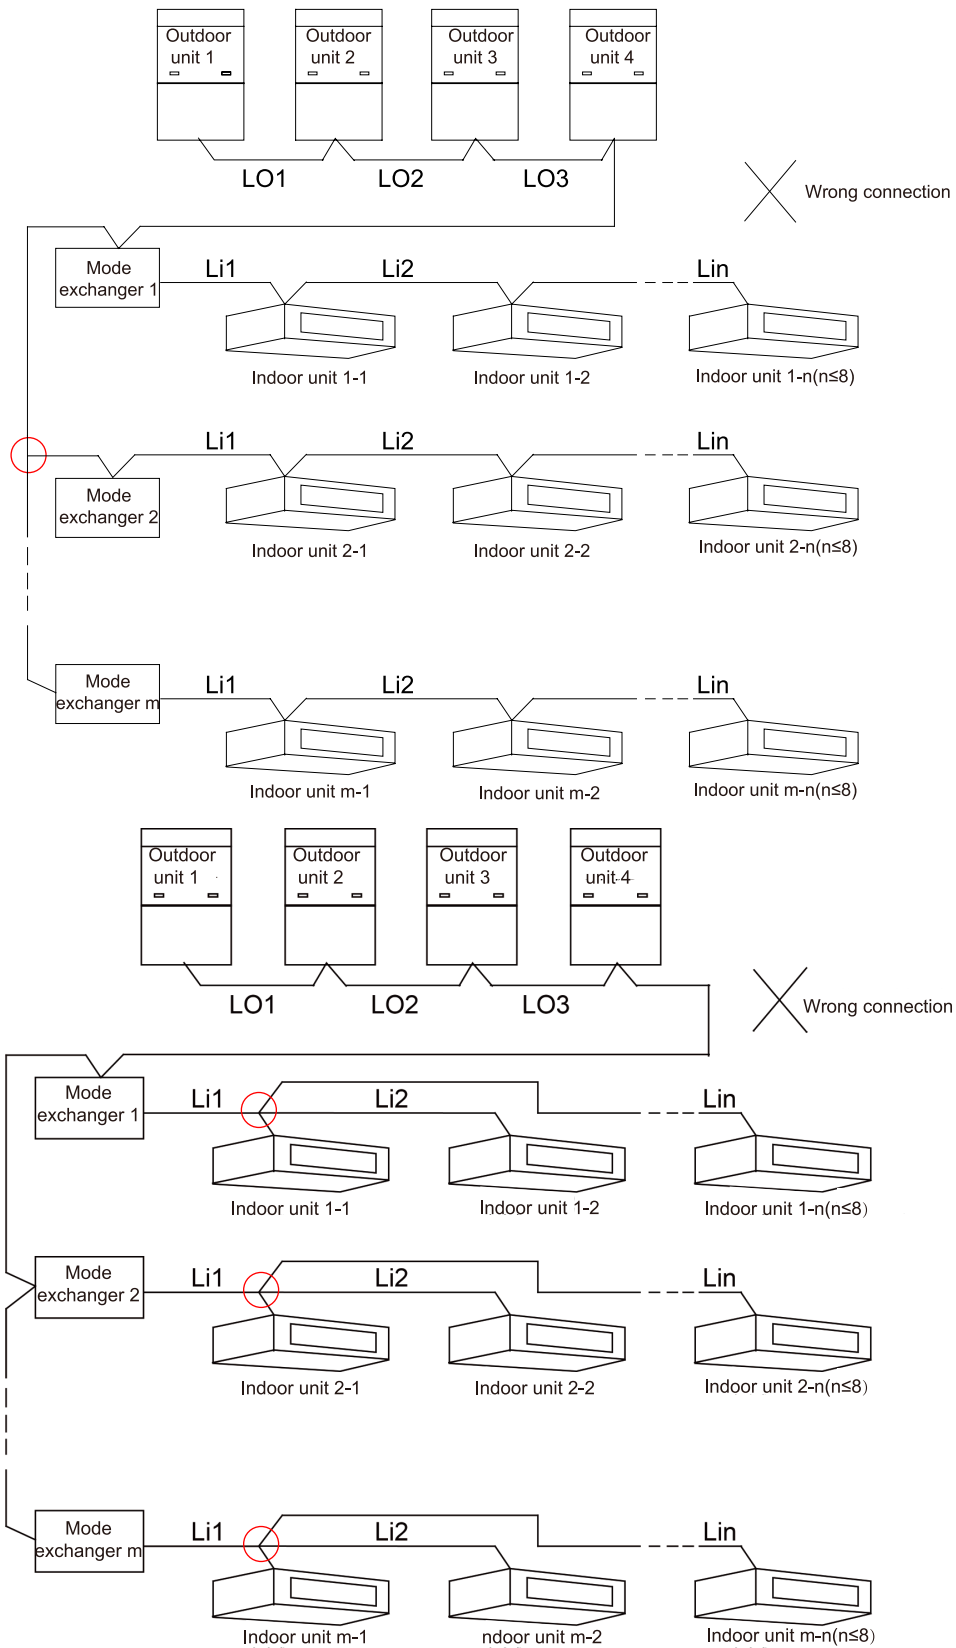 Outdoor
unit 1
Outdoor
unit 2
Outdoor
unit 3
Outdoor
unit 4
LO1
LO2
LO3
Wrong connection
Mode
exchanger 1
Li1
Li2
Lin
Indoor unit 1-1
Indoor unit 1-2
Indoor unit 1-n(n≤8)
Mode
exchanger 2
Li1
Li2
Lin
Indoor unit 2-1
Indoor unit 2-2
Indoor unit 2-n(n≤8)
Mode
exchanger m
Li1
Li2
Lin
Indoor unit m-1
Indoor unit m-2
Indoor unit m-n(n≤8)
Outdoor
unit 1
Outdoor
unit 2
Outdoor
unit 3
Outdoor
unit 4
LO1
LO2
LO3
Wrong connection
Mode
exchanger 1
Li1
Li2
Lin
Indoor unit 1-1
Indoor unit 1-2
Indoor unit 1-n(n≤8)
Mode
exchanger 2
Li1
Li2
Lin
Indoor unit 2-1
Indoor unit 2-2
Indoor unit 2-n(n≤8)
Mode
exchanger m
Li1
Li2
Lin
Indoor unit m-1
ndoor unit m-2
Indoor unit m-n(n≤8)